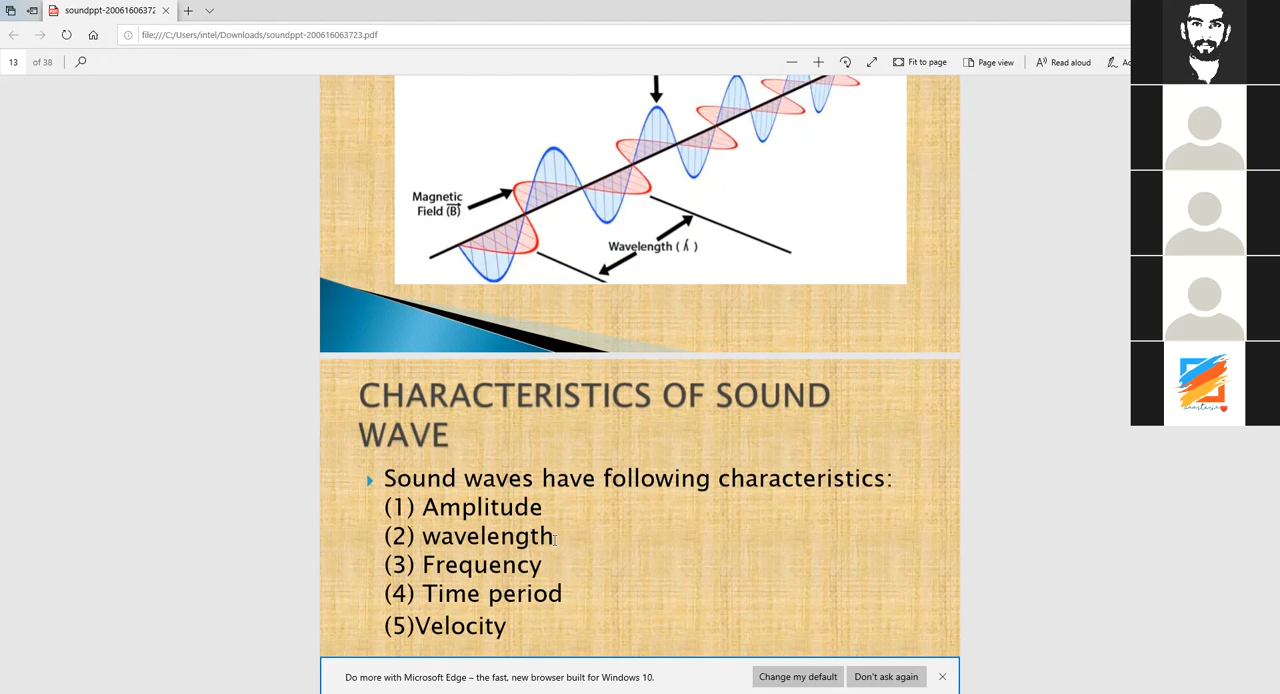 soundppt-20061606372
file:///C:/Users/intel/Downloads/soundppt-200616063723.pdf
13 of 38
Fit to page
Page view
Read aloud
Magnetic
Field (B)
Wavelength ( λ )
CHARACTERISTICS OF SOUND
WAVE
Sound waves have following characteristics:
(1) Amplitude
(2) wavelength
(3) Frequency
(4) Time period
(5)Velocity
Do more with Microsoft Edge – the fast, new browser built for Windows 10.
Change my default
Don't ask again